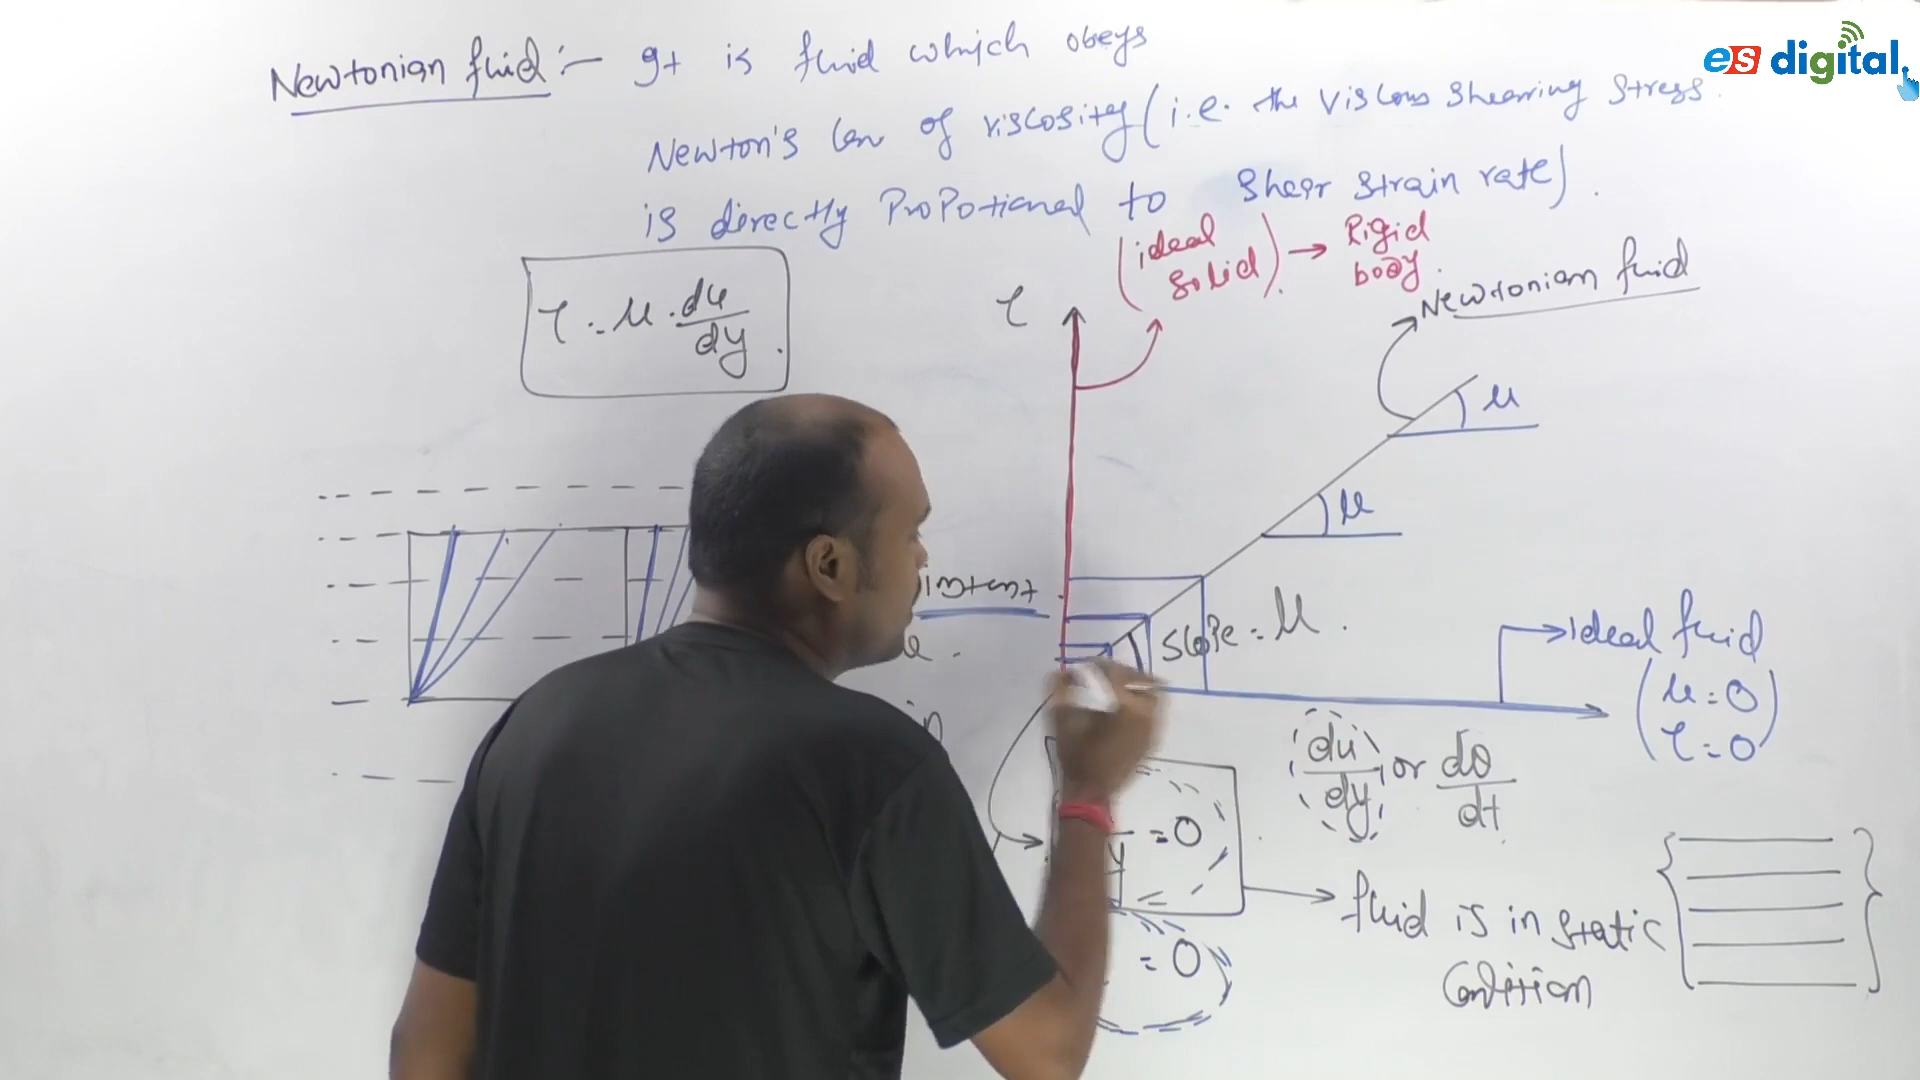 es digital
Newtonian fluid :- It is fluid which obeys
Newton's law of viscosity (i.e. the viscous shearing stress.
is directly propotional to shear strain rate).
τ = μ . du/dy .
τ
(ideal solid) → Rigid body.
Newtonian fluid
μ
μ
slope = μ .
ideal fluid
(μ = 0
τ = 0)
du/dy or dθ/dt
= 0
y
= 0
fluid is in static
Condition